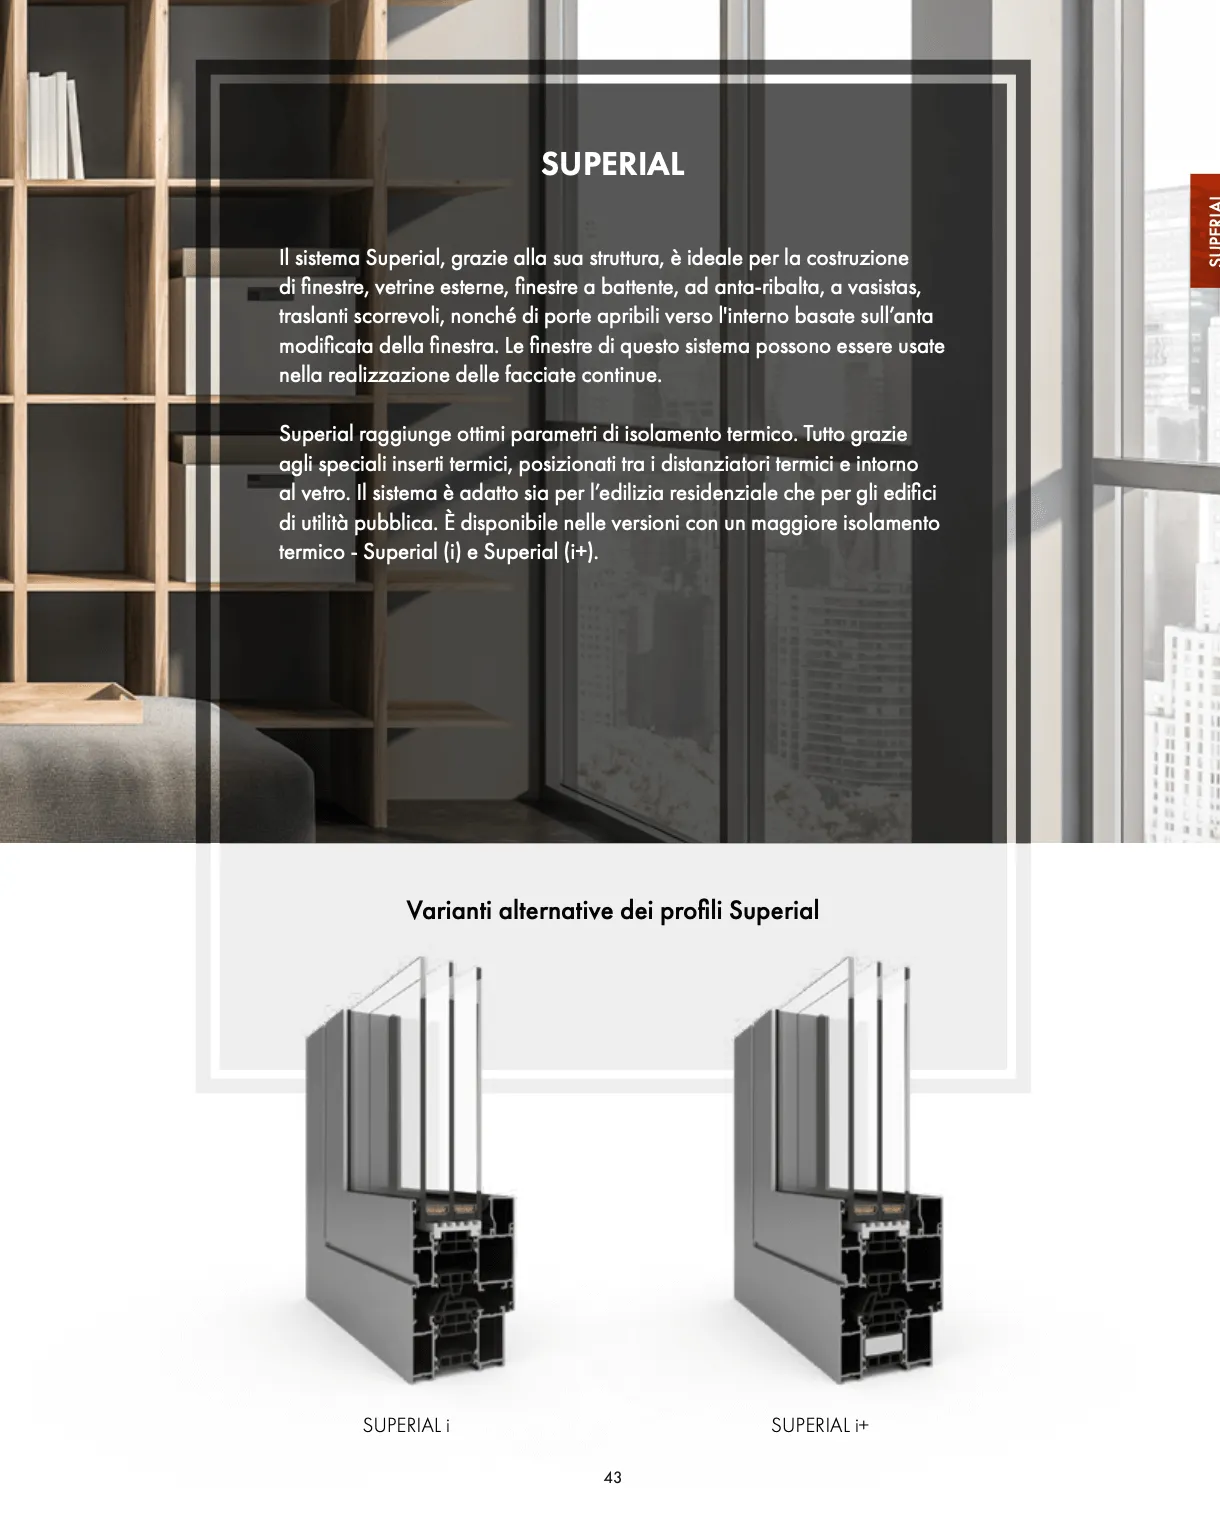 SUPERIAL
SUPERIAL
Il sistema Superial, grazie alla sua struttura, è ideale per la costruzione
di finestre, vetrine esterne, finestre a battente, ad anta-ribalta, a vasistas,
traslanti scorrevoli, nonché di porte apribili verso l'interno basate sull’anta
modificata della finestra. Le finestre di questo sistema possono essere usate
nella realizzazione delle facciate continue.
Superial raggiunge ottimi parametri di isolamento termico. Tutto grazie
agli speciali inserti termici, posizionati tra i distanziatori termici e intorno
al vetro. Il sistema è adatto sia per l’edilizia residenziale che per gli edifici
di utilità pubblica. È disponibile nelle versioni con un maggiore isolamento
termico - Superial (i) e Superial (i+).
Varianti alternative dei profili Superial
SUPERIAL i
SUPERIAL i+
43